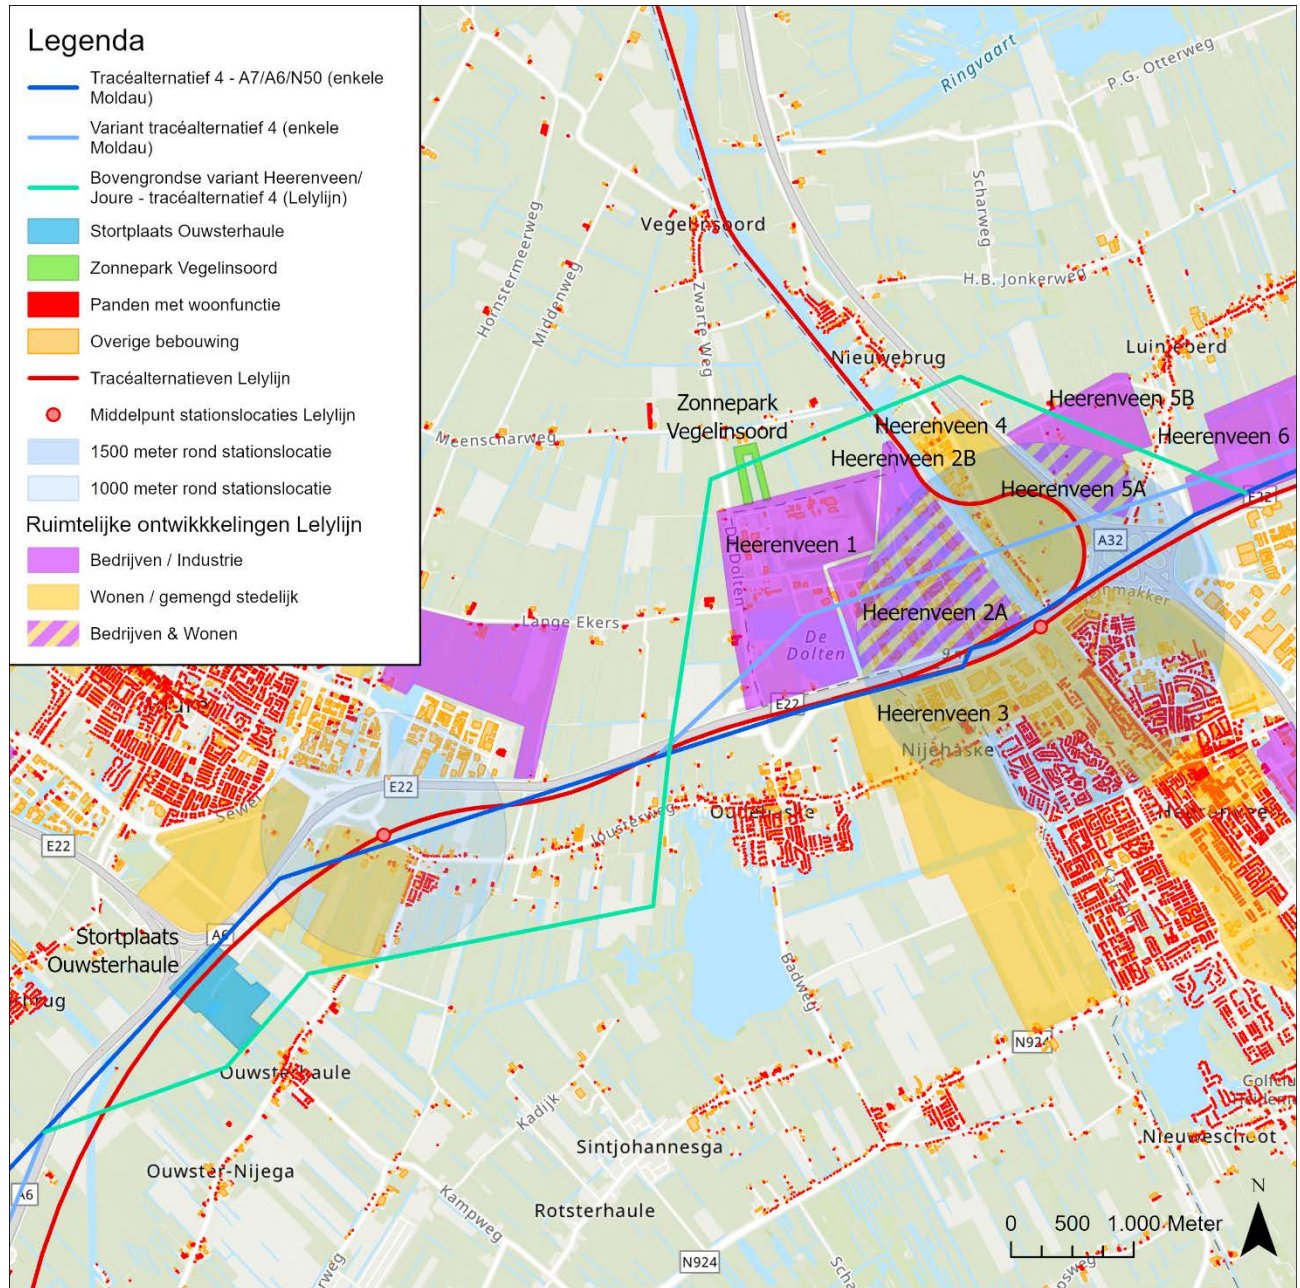 Legenda
Tracéalternatief 4 - A7/A6/N50 (enkele
Moldau)
Variant tracéalternatief 4 (enkele
Moldau)
Bovengrondse variant Heerenveen/
Joure - tracéalternatief 4 (Lelylijn)
Stortplaats Ouwsterhaule
Zonnepark Vegelinsoord
Panden met woonfunctie
Overige bebouwing
Tracéalternatieven Lelylijn
Middelpunt stationslocaties Lelylijn
1500 meter rond stationslocatie
1000 meter rond stationslocatie
Ruimtelijke ontwikkkelingen Lelylijn
Bedrijven / Industrie
Wonen / gemengd stedelijk
Bedrijven & Wonen
Ringvaart
P.G. Otterweg
Scharweg
Hornstermeerweg
Middenweg
Vegelinsoord
Zwarte Weg
H.B. Jonkerweg
Nieuwebrug
Luinjeberd
Heerenveen 5B
Zonnepark
Vegelinsoord
Meenscharweg
Heerenveen 4
Heerenveen 6
Heerenveen 2B
Heerenveen 5A
E22
A32
Heerenveen 1
De Dolten
Lange Ekers
Heerenveen 2A
De
Dolten
E22
Heerenveen 3
Nijehaske
E22
Sewei
Jousterweg
Oudehaske
Heerenveen
E22
Stortplaats
Ouwsterhaule
A6
Badweg
N924
Ouwsterhaule
Kadijk
Sintjohannesga
Nieuweschoot
Ouwster-Nijega
A6
Kampweg
Rotsterhaule
N924
N
0 500 1.000 Meter